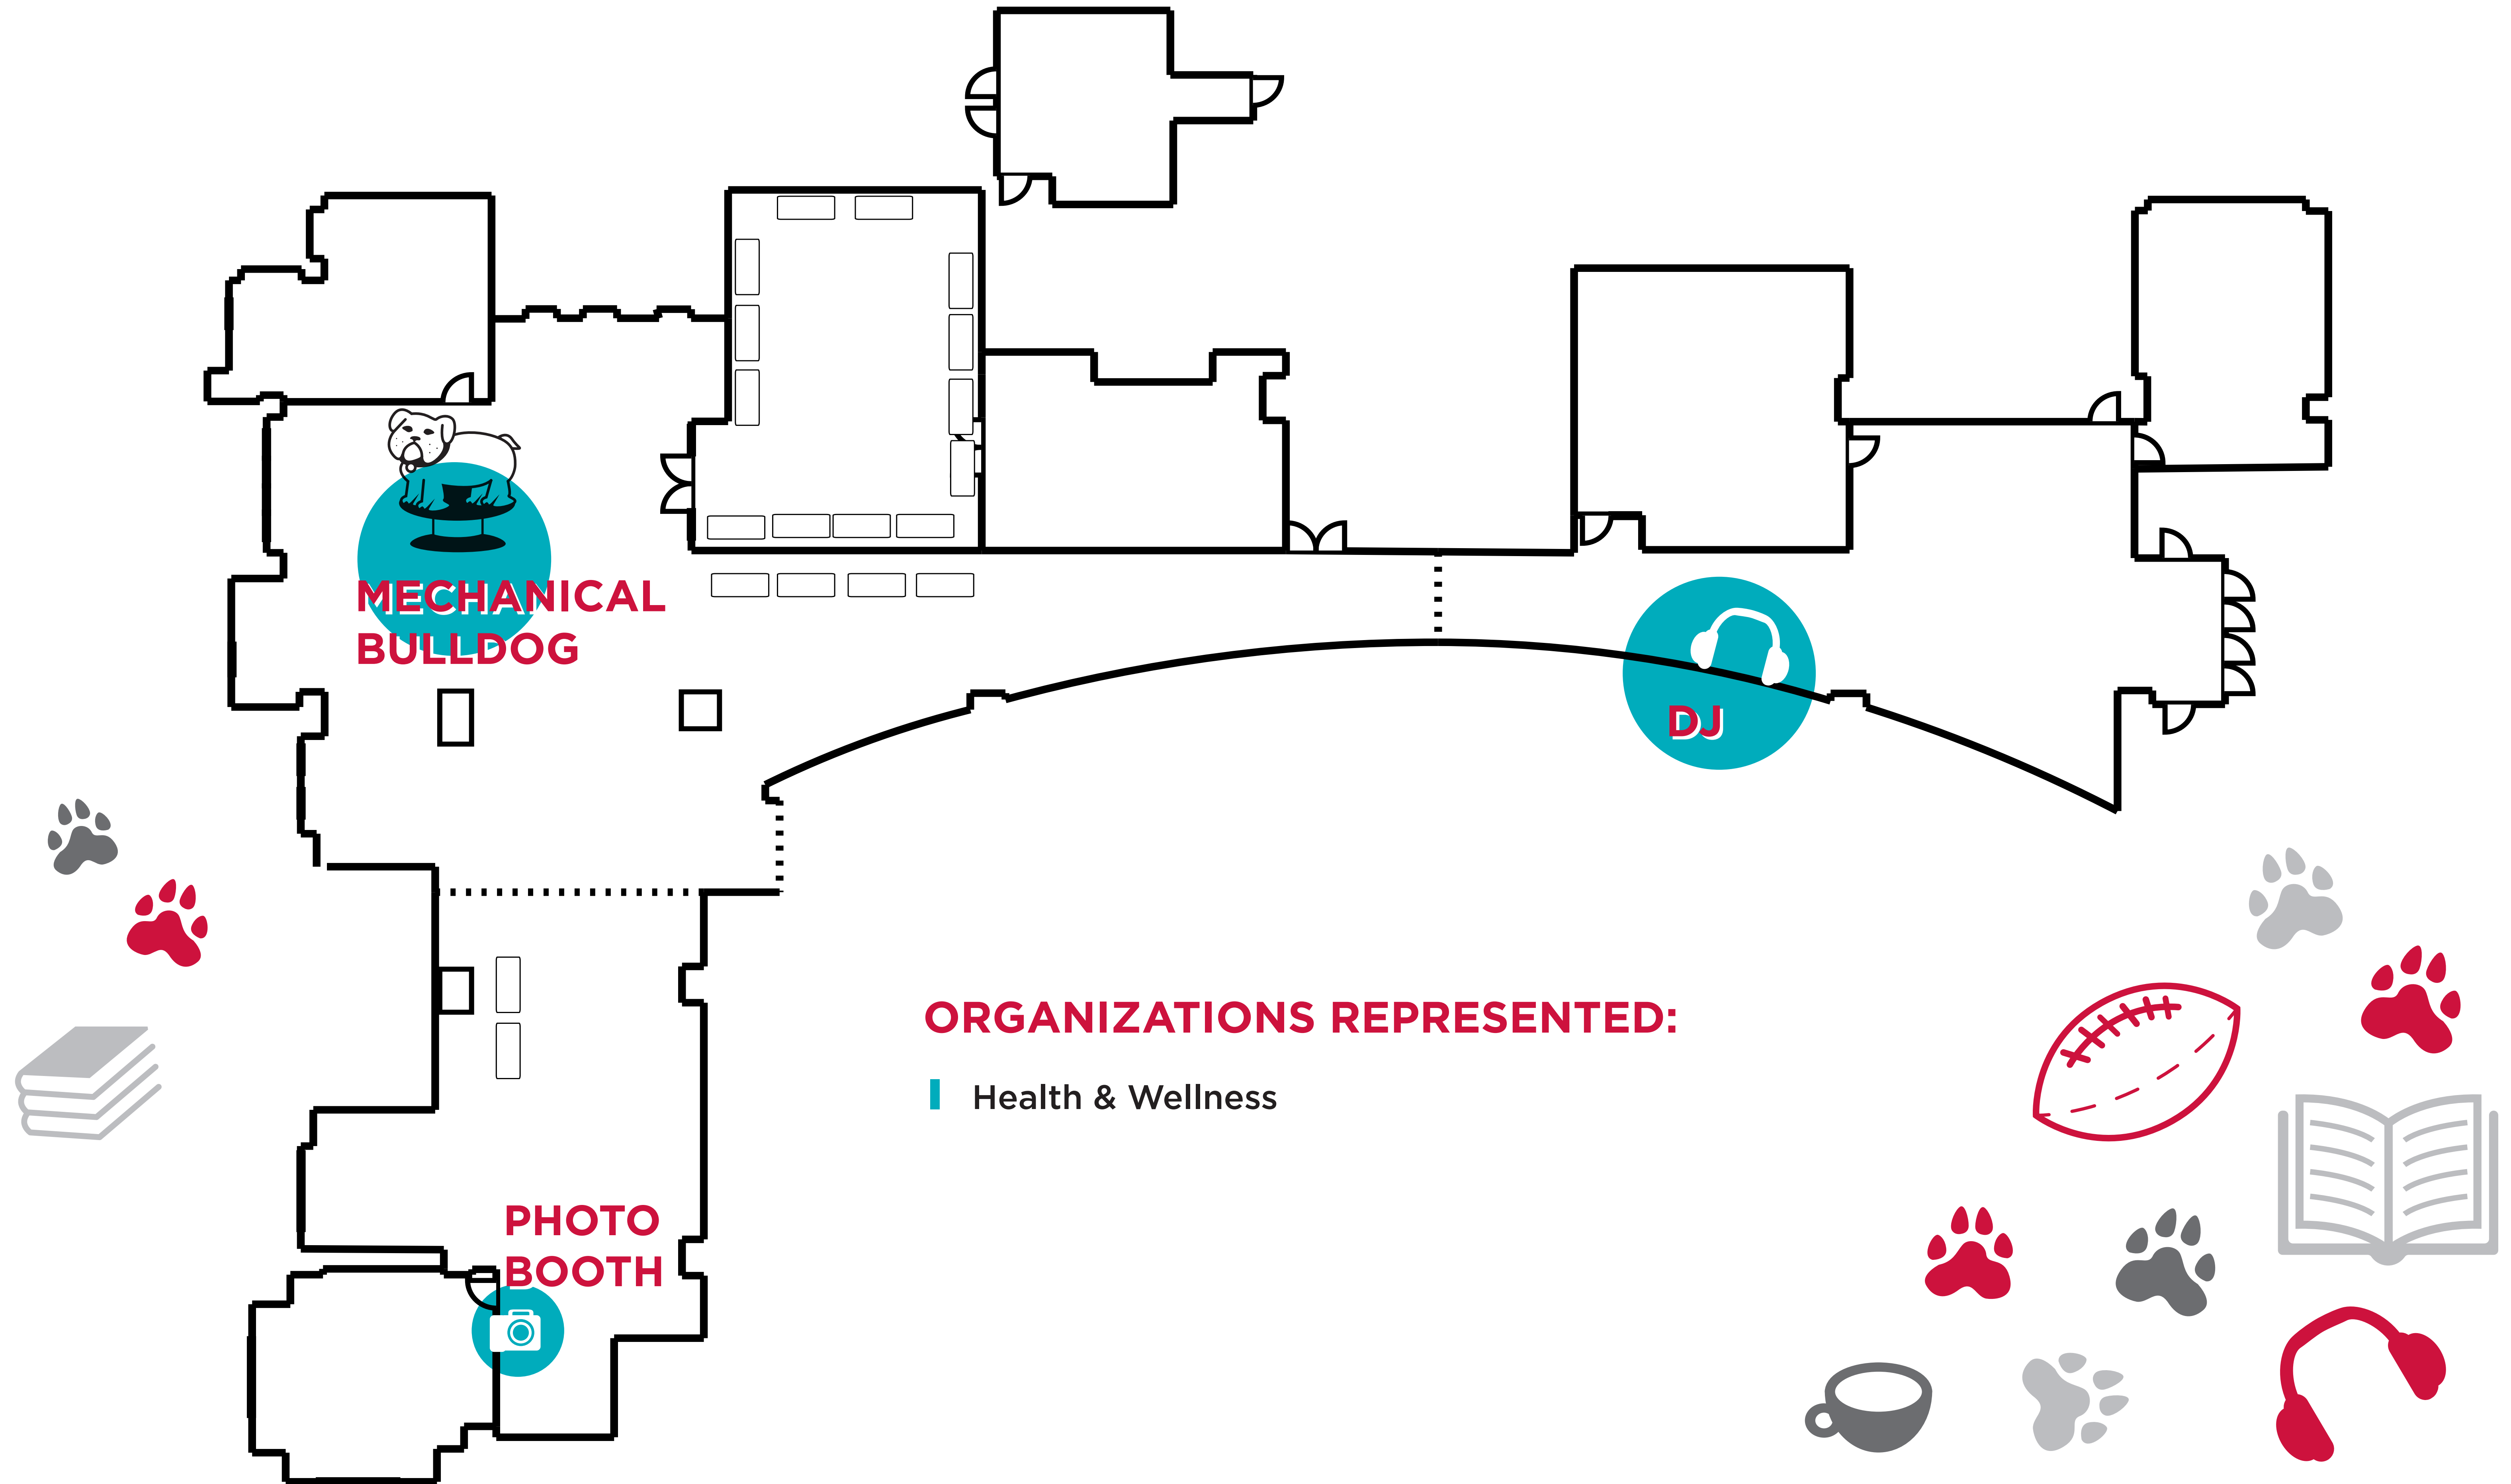 MECHANICAL
BULLDOG
DJ
ORGANIZATIONS REPRESENTED:
Health & Wellness
PHOTO
BOOTH